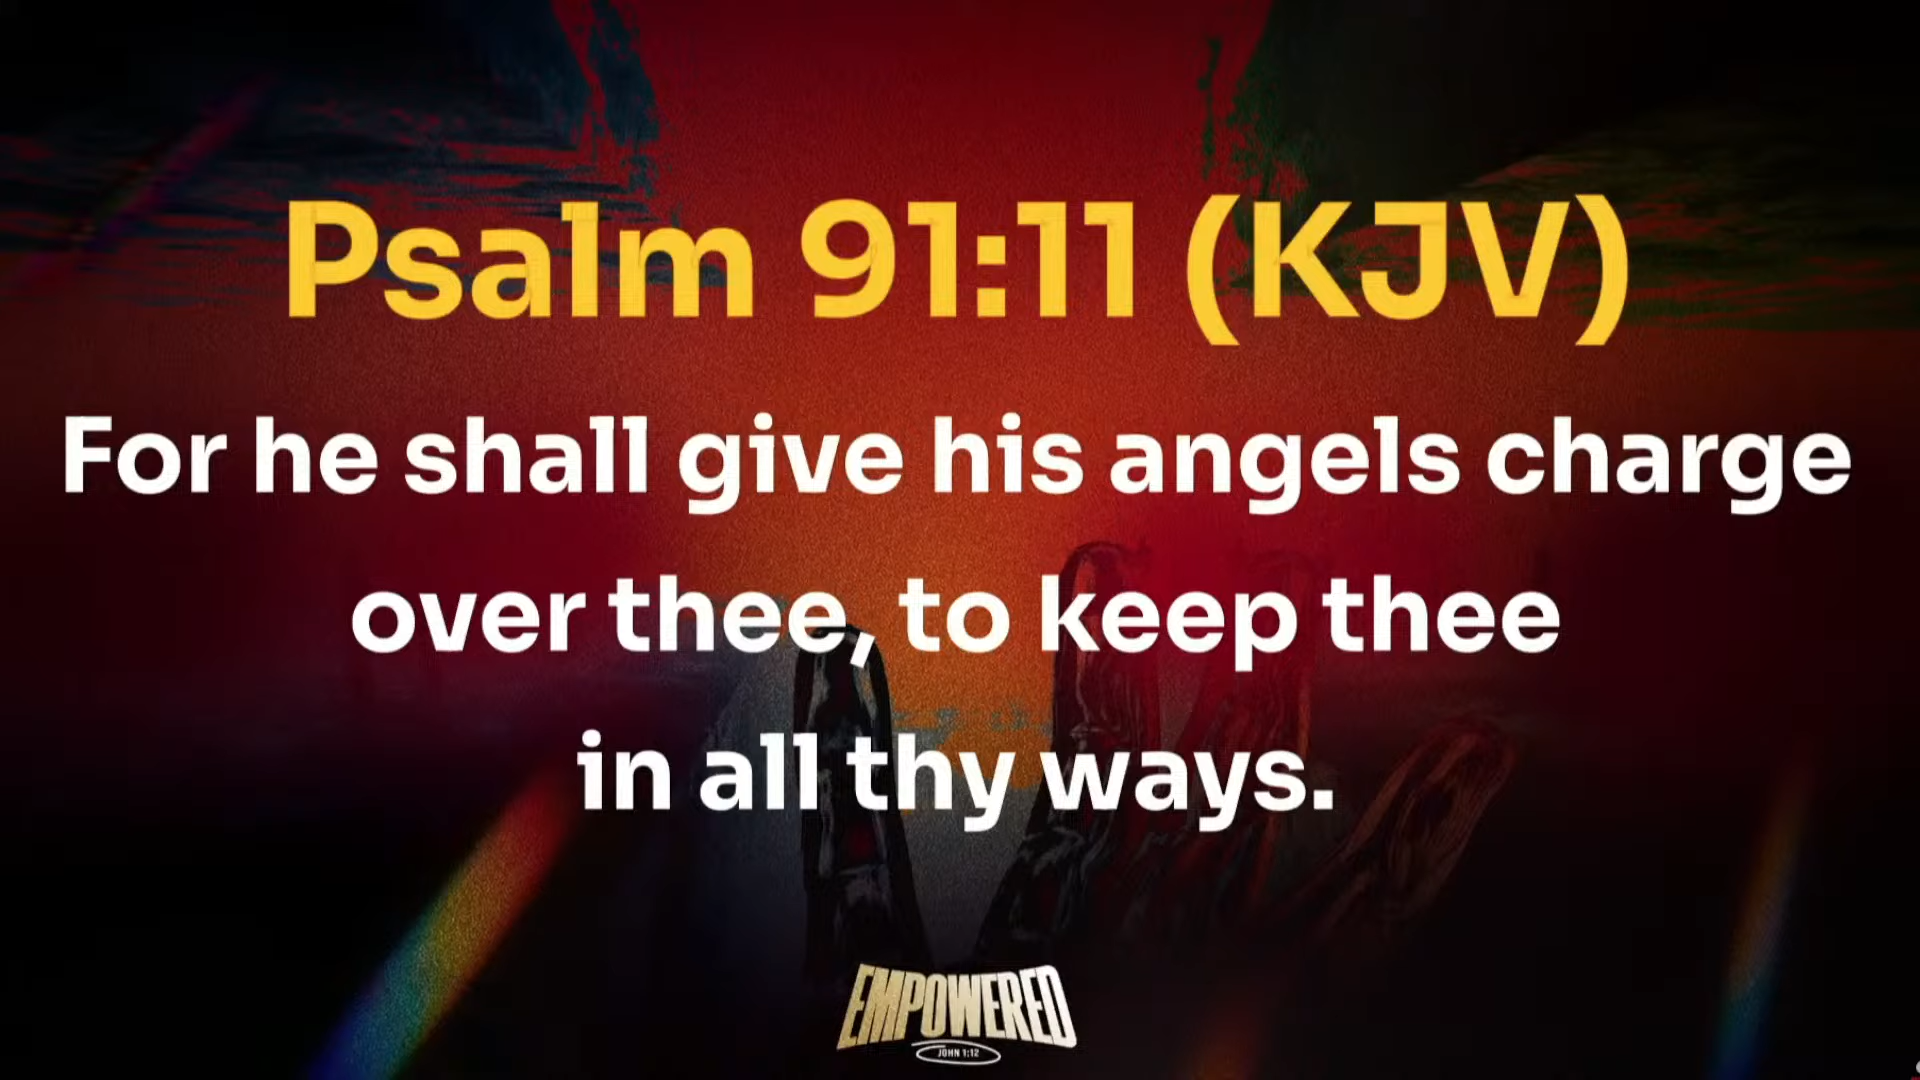 Psalm 91:11 (KJV)
For he shall give his angels charge
over thee, to keep thee
in all thy ways.
EMPOWERED
JOHN 1:12